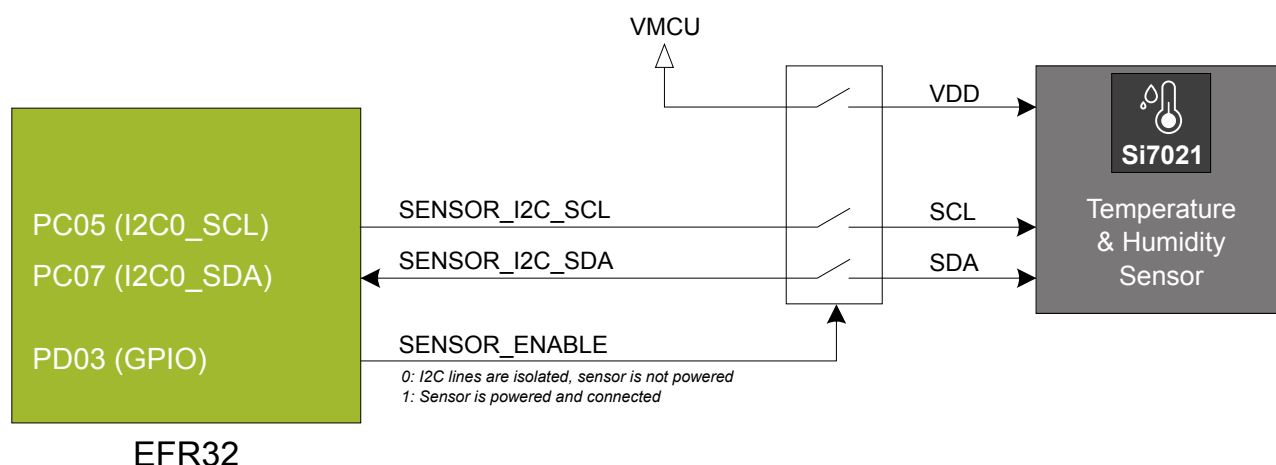 VMCU
VDD
Si7021
PC05 (I2C0_SCL)
SENSOR_I2C_SCL
SCL
Temperature
& Humidity
Sensor
PC07 (I2C0_SDA)
SENSOR_I2C_SDA
SDA
PD03 (GPIO)
SENSOR_ENABLE
0: I2C lines are isolated, sensor is not powered
1: Sensor is powered and connected
EFR32